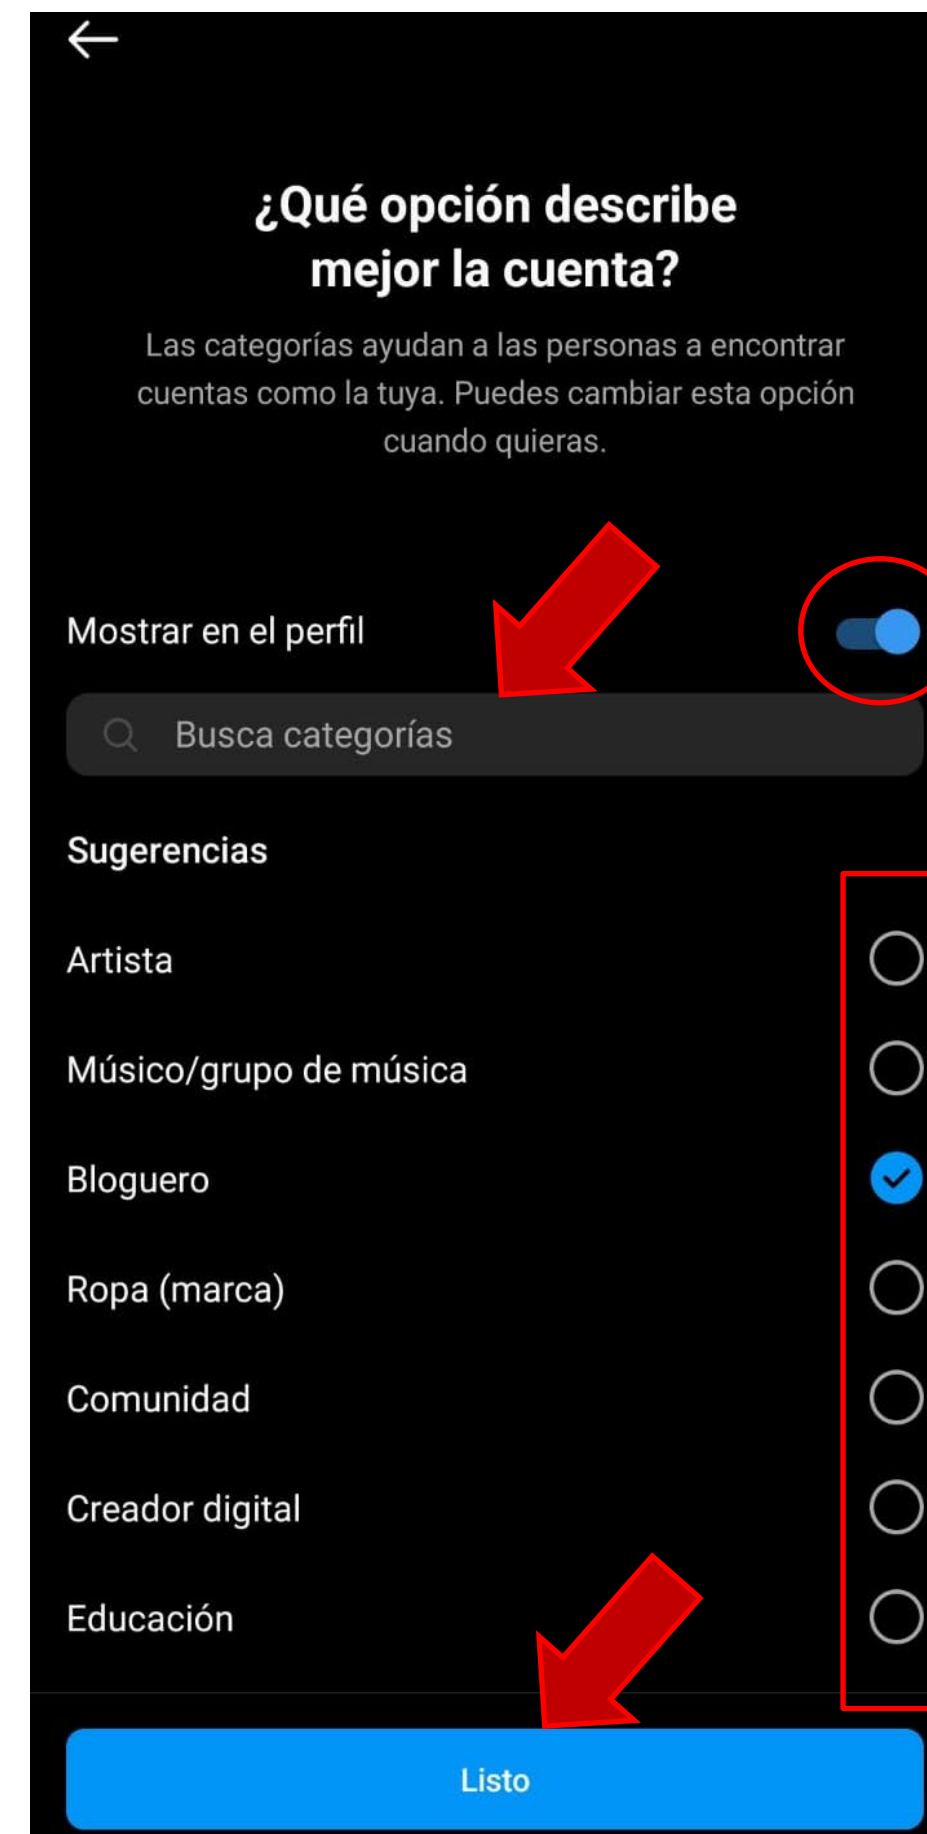 ¿Qué opción describe
mejor la cuenta?
Las categorías ayudan a las personas a encontrar
cuentas como la tuya. Puedes cambiar esta opción
cuando quieras.
Mostrar en el perfil
Busca categorías
Sugerencias
Artista
Músico/grupo de música
Bloguero
Ropa (marca)
Comunidad
Creador digital
Educación
Listo